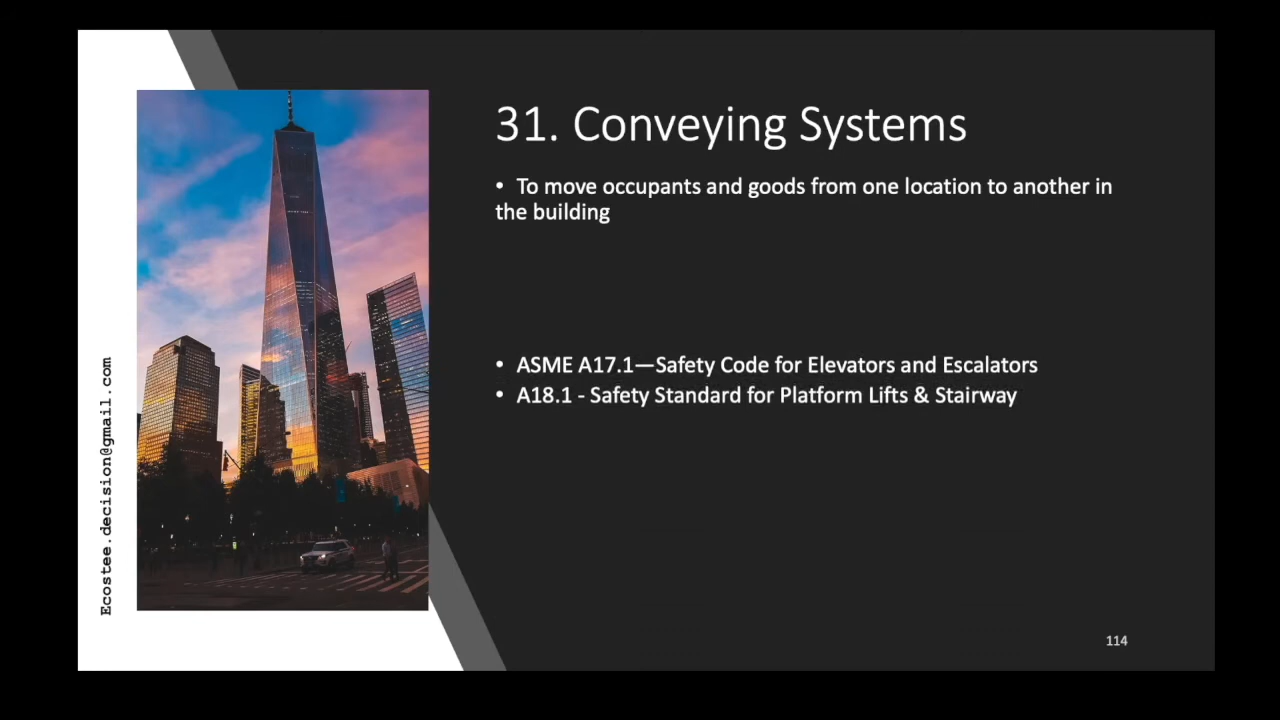 31. Conveying Systems
• To move occupants and goods from one location to another in
the building
• ASME A17.1—Safety Code for Elevators and Escalators
• A18.1 - Safety Standard for Platform Lifts & Stairway
Ecostee.decision@gmail.com
114